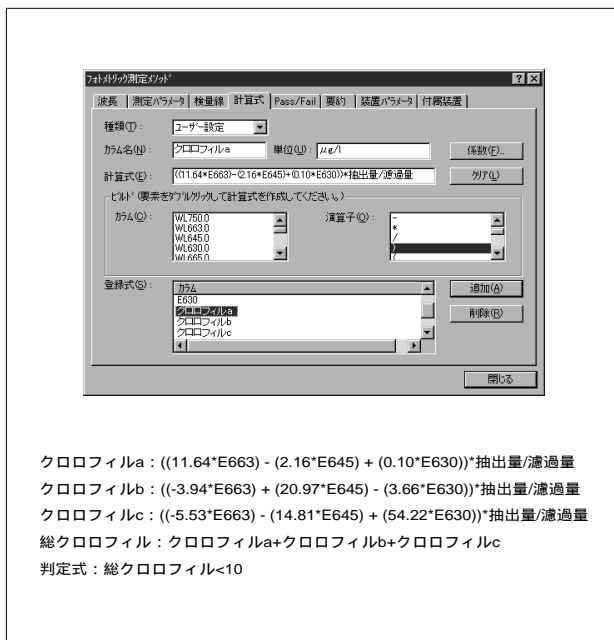 フォトメトリック測定メソッド
波長 測定パラメータ 検量線 計算式 Pass/Fail 要約 装置パラメータ 付属装置
種類(T): ユーザー設定
カラム名(N): クロロフィルa 単位(U): μg/l 係数(F)...
計算式(E): ((11.64*E663)-(2.16*E645)+(0.10*E630))*抽出量/濾過量 クリア(L)
ビルド(要素をダブルクリックして計算式を作成してください。)
カラム(C): WL750.0 演算子(O): -
WL663.0 *
WL645.0 /
WL630.0 )
WL665.0 (
登録式(S): カラム 追加(A)
E630
クロロフィルa 削除(R)
クロロフィルb
クロロフィルc
閉じる
クロロフィルa:((11.64*E663) - (2.16*E645) + (0.10*E630))*抽出量/濾過量
クロロフィルb:((-3.94*E663) + (20.97*E645) - (3.66*E630))*抽出量/濾過量
クロロフィルc:((-5.53*E663) - (14.81*E645) + (54.22*E630))*抽出量/濾過量
総クロロフィル:クロロフィルa+クロロフィルb+クロロフィルc
判定式:総クロロフィル<10